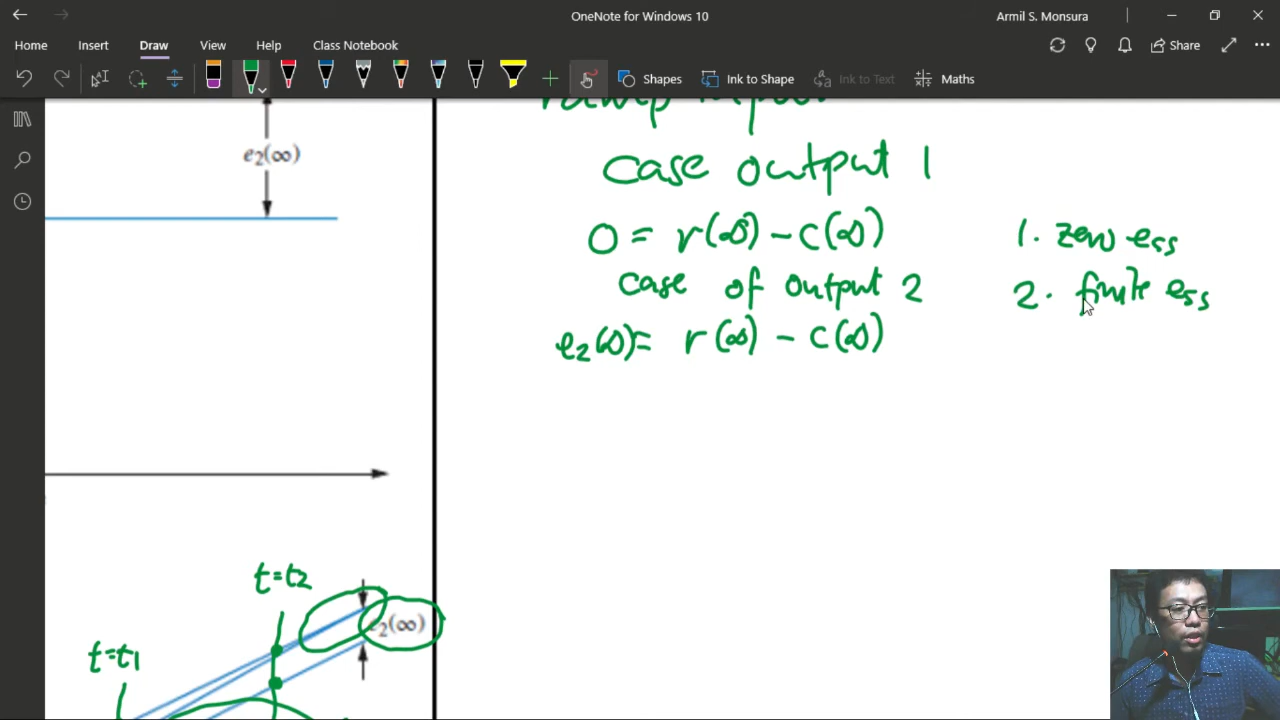 OneNote for Windows 10
Armil S. Monsura
Home Insert Draw View Help Class Notebook
Share
Shapes Ink to Shape Ink to Text Maths
ramp input
case output 1
0 = r(∞) - c(∞)
case of output 2
e2(∞) = r(∞) - c(∞)
1. zero ess
2. finite ess
e2(∞)
t=t2
e2(∞)
t=t1